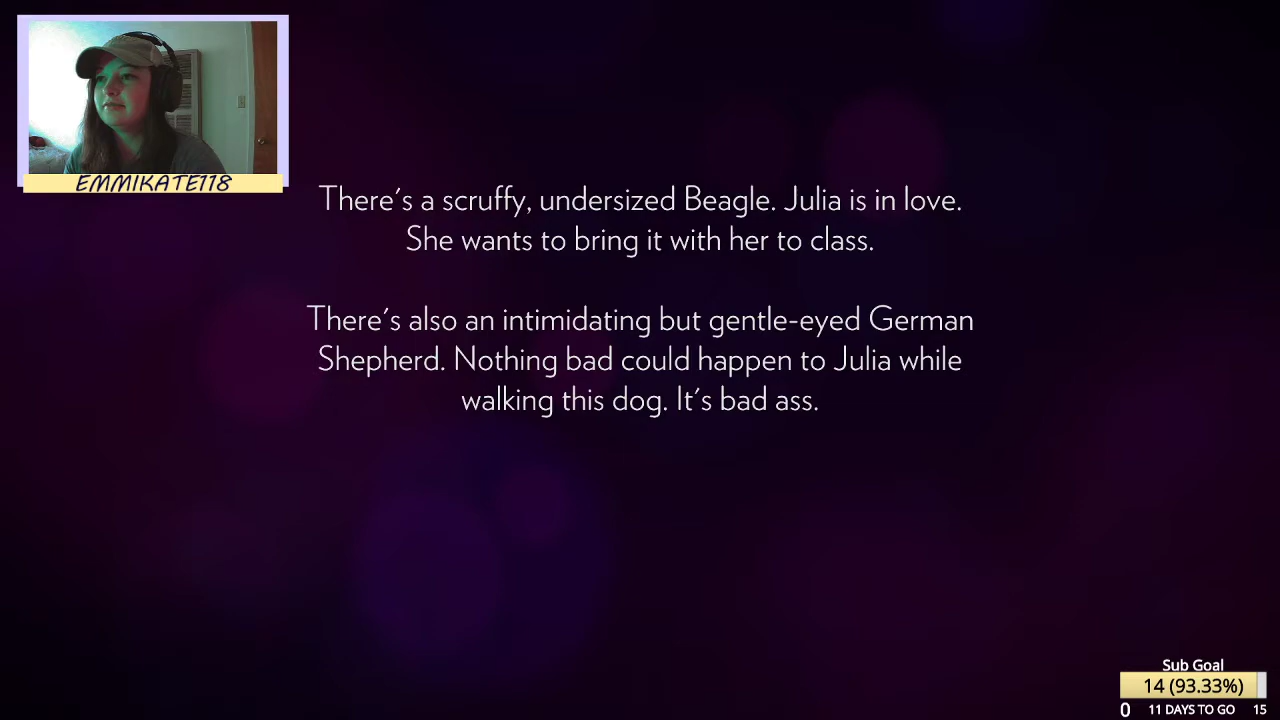 EMMIKATE118
There's a scruffy, undersized Beagle. Julia is in love.
She wants to bring it with her to class.
There's also an intimidating but gentle-eyed German
Shepherd. Nothing bad could happen to Julia while
walking this dog. It's bad ass.
Sub Goal
14 (93.33%)
0 11 DAYS TO GO 15